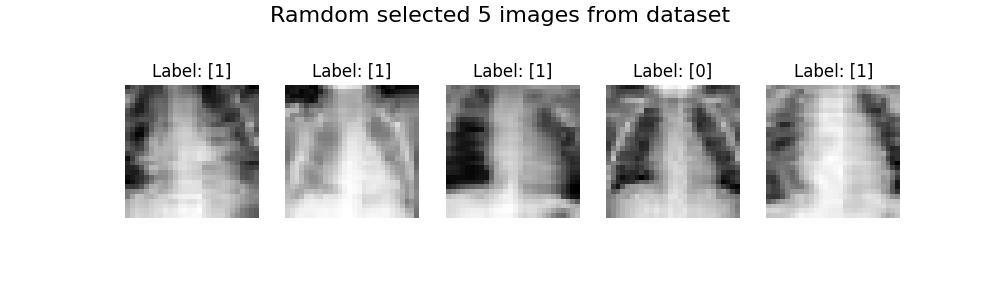 Ramdom selected 5 images from dataset
Label: [1] Label: [1] Label: [1] Label: [0] Label: [1]